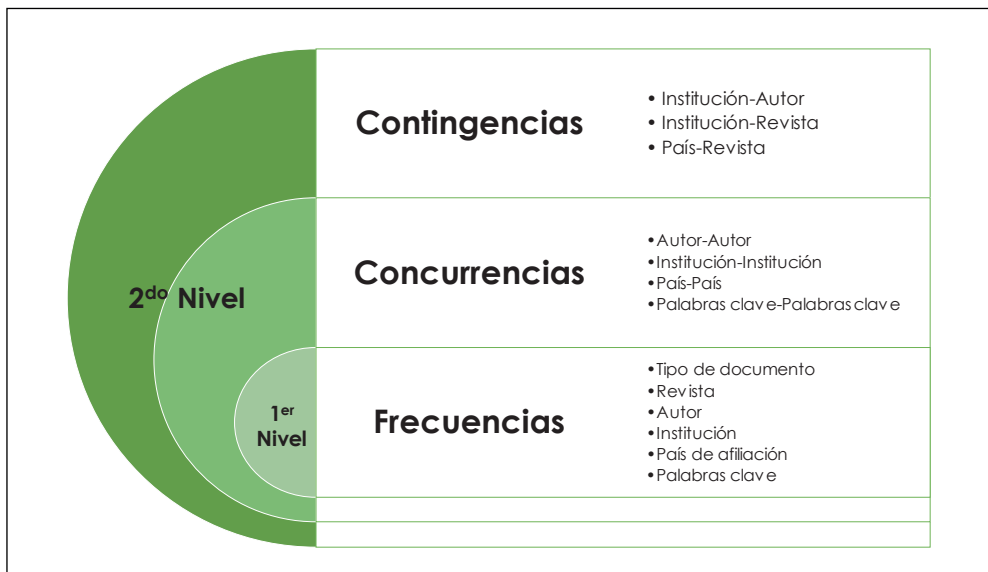 Contingencias
• Institución-Autor
• Institución-Revista
• País-Revista
2do Nivel
Concurrencias
•Autor-Autor
•Institución-Institución
•País-País
•Palabras clave-Palabras clave
1er
Nivel
Frecuencias
•Tipo de documento
•Revista
•Autor
•Institución
•País de afiliación
•Palabras clave